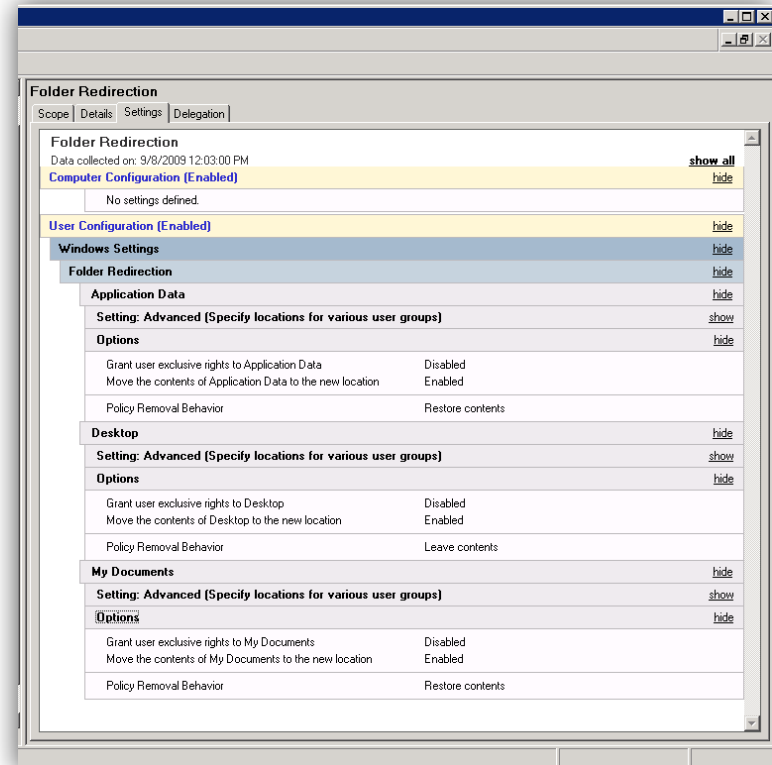 Folder Redirection
Scope Details Settings Delegation
Folder Redirection
Data collected on: 9/8/2009 12:03:00 PM show all
Computer Configuration (Enabled) hide
No settings defined.
User Configuration (Enabled) hide
Windows Settings hide
Folder Redirection hide
Application Data hide
Setting: Advanced (Specify locations for various user groups) show
Options hide
Grant user exclusive rights to Application Data Disabled
Move the contents of Application Data to the new location Enabled
Policy Removal Behavior Restore contents
Desktop hide
Setting: Advanced (Specify locations for various user groups) show
Options hide
Grant user exclusive rights to Desktop Disabled
Move the contents of Desktop to the new location Enabled
Policy Removal Behavior Leave contents
My Documents hide
Setting: Advanced (Specify locations for various user groups) show
Options hide
Grant user exclusive rights to My Documents Disabled
Move the contents of My Documents to the new location Enabled
Policy Removal Behavior Restore contents